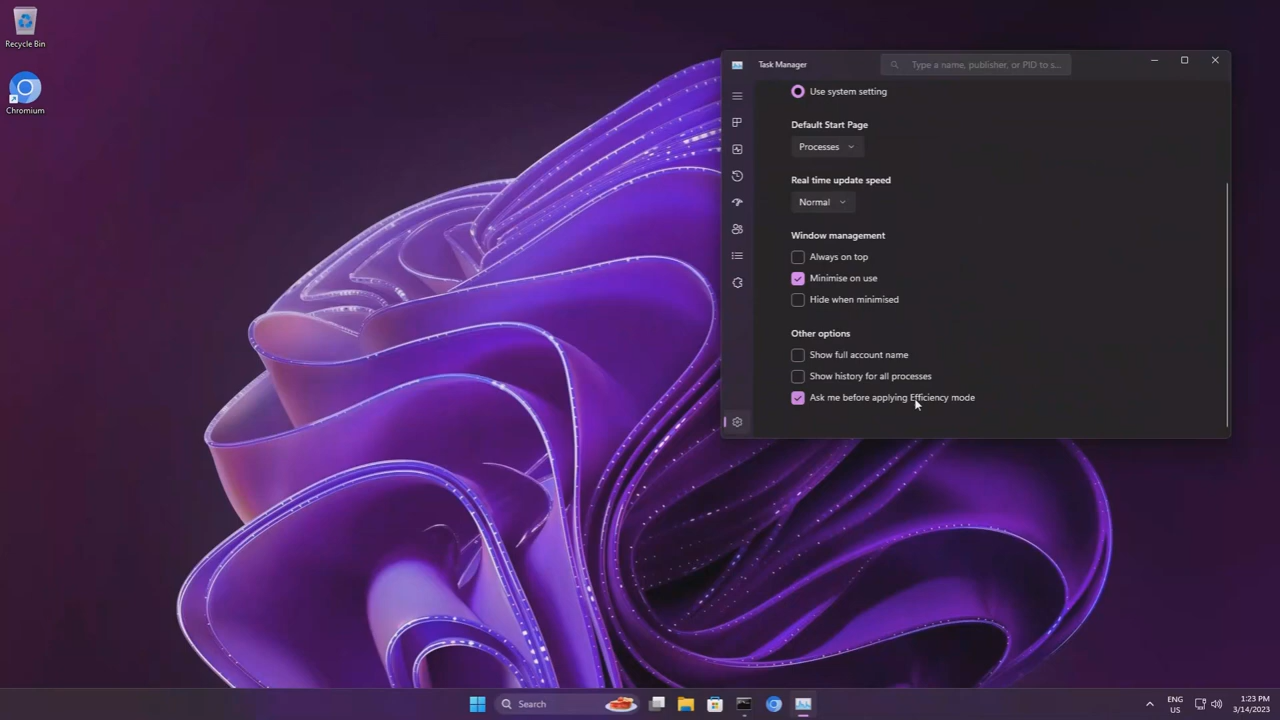 Recycle Bin
Chromium
Task Manager
Type a name, publisher, or PID to s...
Use system setting
Default Start Page
Processes
Real time update speed
Normal
Window management
Always on top
Minimise on use
Hide when minimised
Other options
Show full account name
Show history for all processes
Ask me before applying Efficiency mode
Search
ENG
US
1:23 PM
3/14/2023